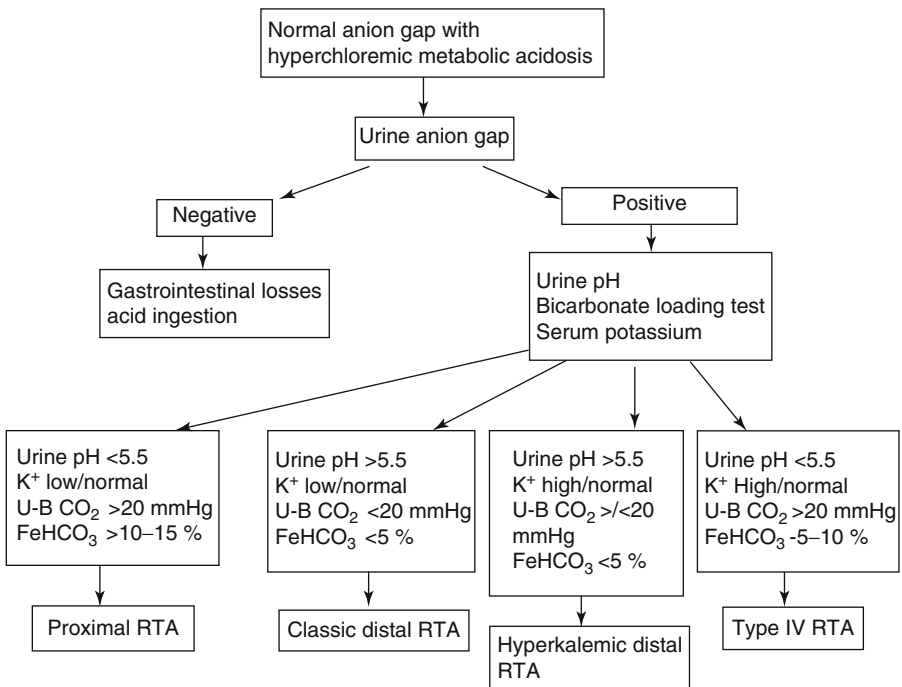 Normal anion gap with
hyperchloremic metabolic acidosis
Urine anion gap
Negative
Positive
Gastrointestinal losses
acid ingestion
Urine pH
Bicarbonate loading test
Serum potassium
Urine pH <5.5
K⁺ low/normal
U-B CO₂ >20 mmHg
FeHCO₃ >10–15 %
Urine pH >5.5
K⁺ low/normal
U-B CO₂ <20 mmHg
FeHCO₃ <5 %
Urine pH >5.5
K⁺ high/normal
U-B CO₂ >/<20
mmHg
FeHCO₃ <5 %
Urine pH <5.5
K⁺ High/normal
U-B CO₂ >20 mmHg
FeHCO₃ -5–10 %
Proximal RTA
Classic distal RTA
Hyperkalemic distal
RTA
Type IV RTA